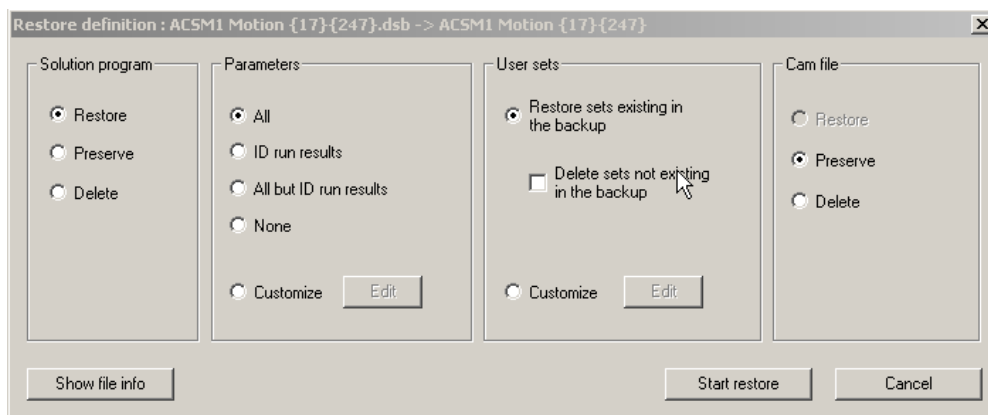 Restore definition : ACSM1 Motion {17}{247}.dsb -> ACSM1 Motion {17}{247}
Solution program
Restore
Preserve
Delete
Parameters
All
ID run results
All but ID run results
None
Customize
Edit
User sets
Restore sets existing in
the backup
Delete sets not existing
in the backup
Customize
Edit
Cam file
Restore
Preserve
Delete
Show file info
Start restore
Cancel